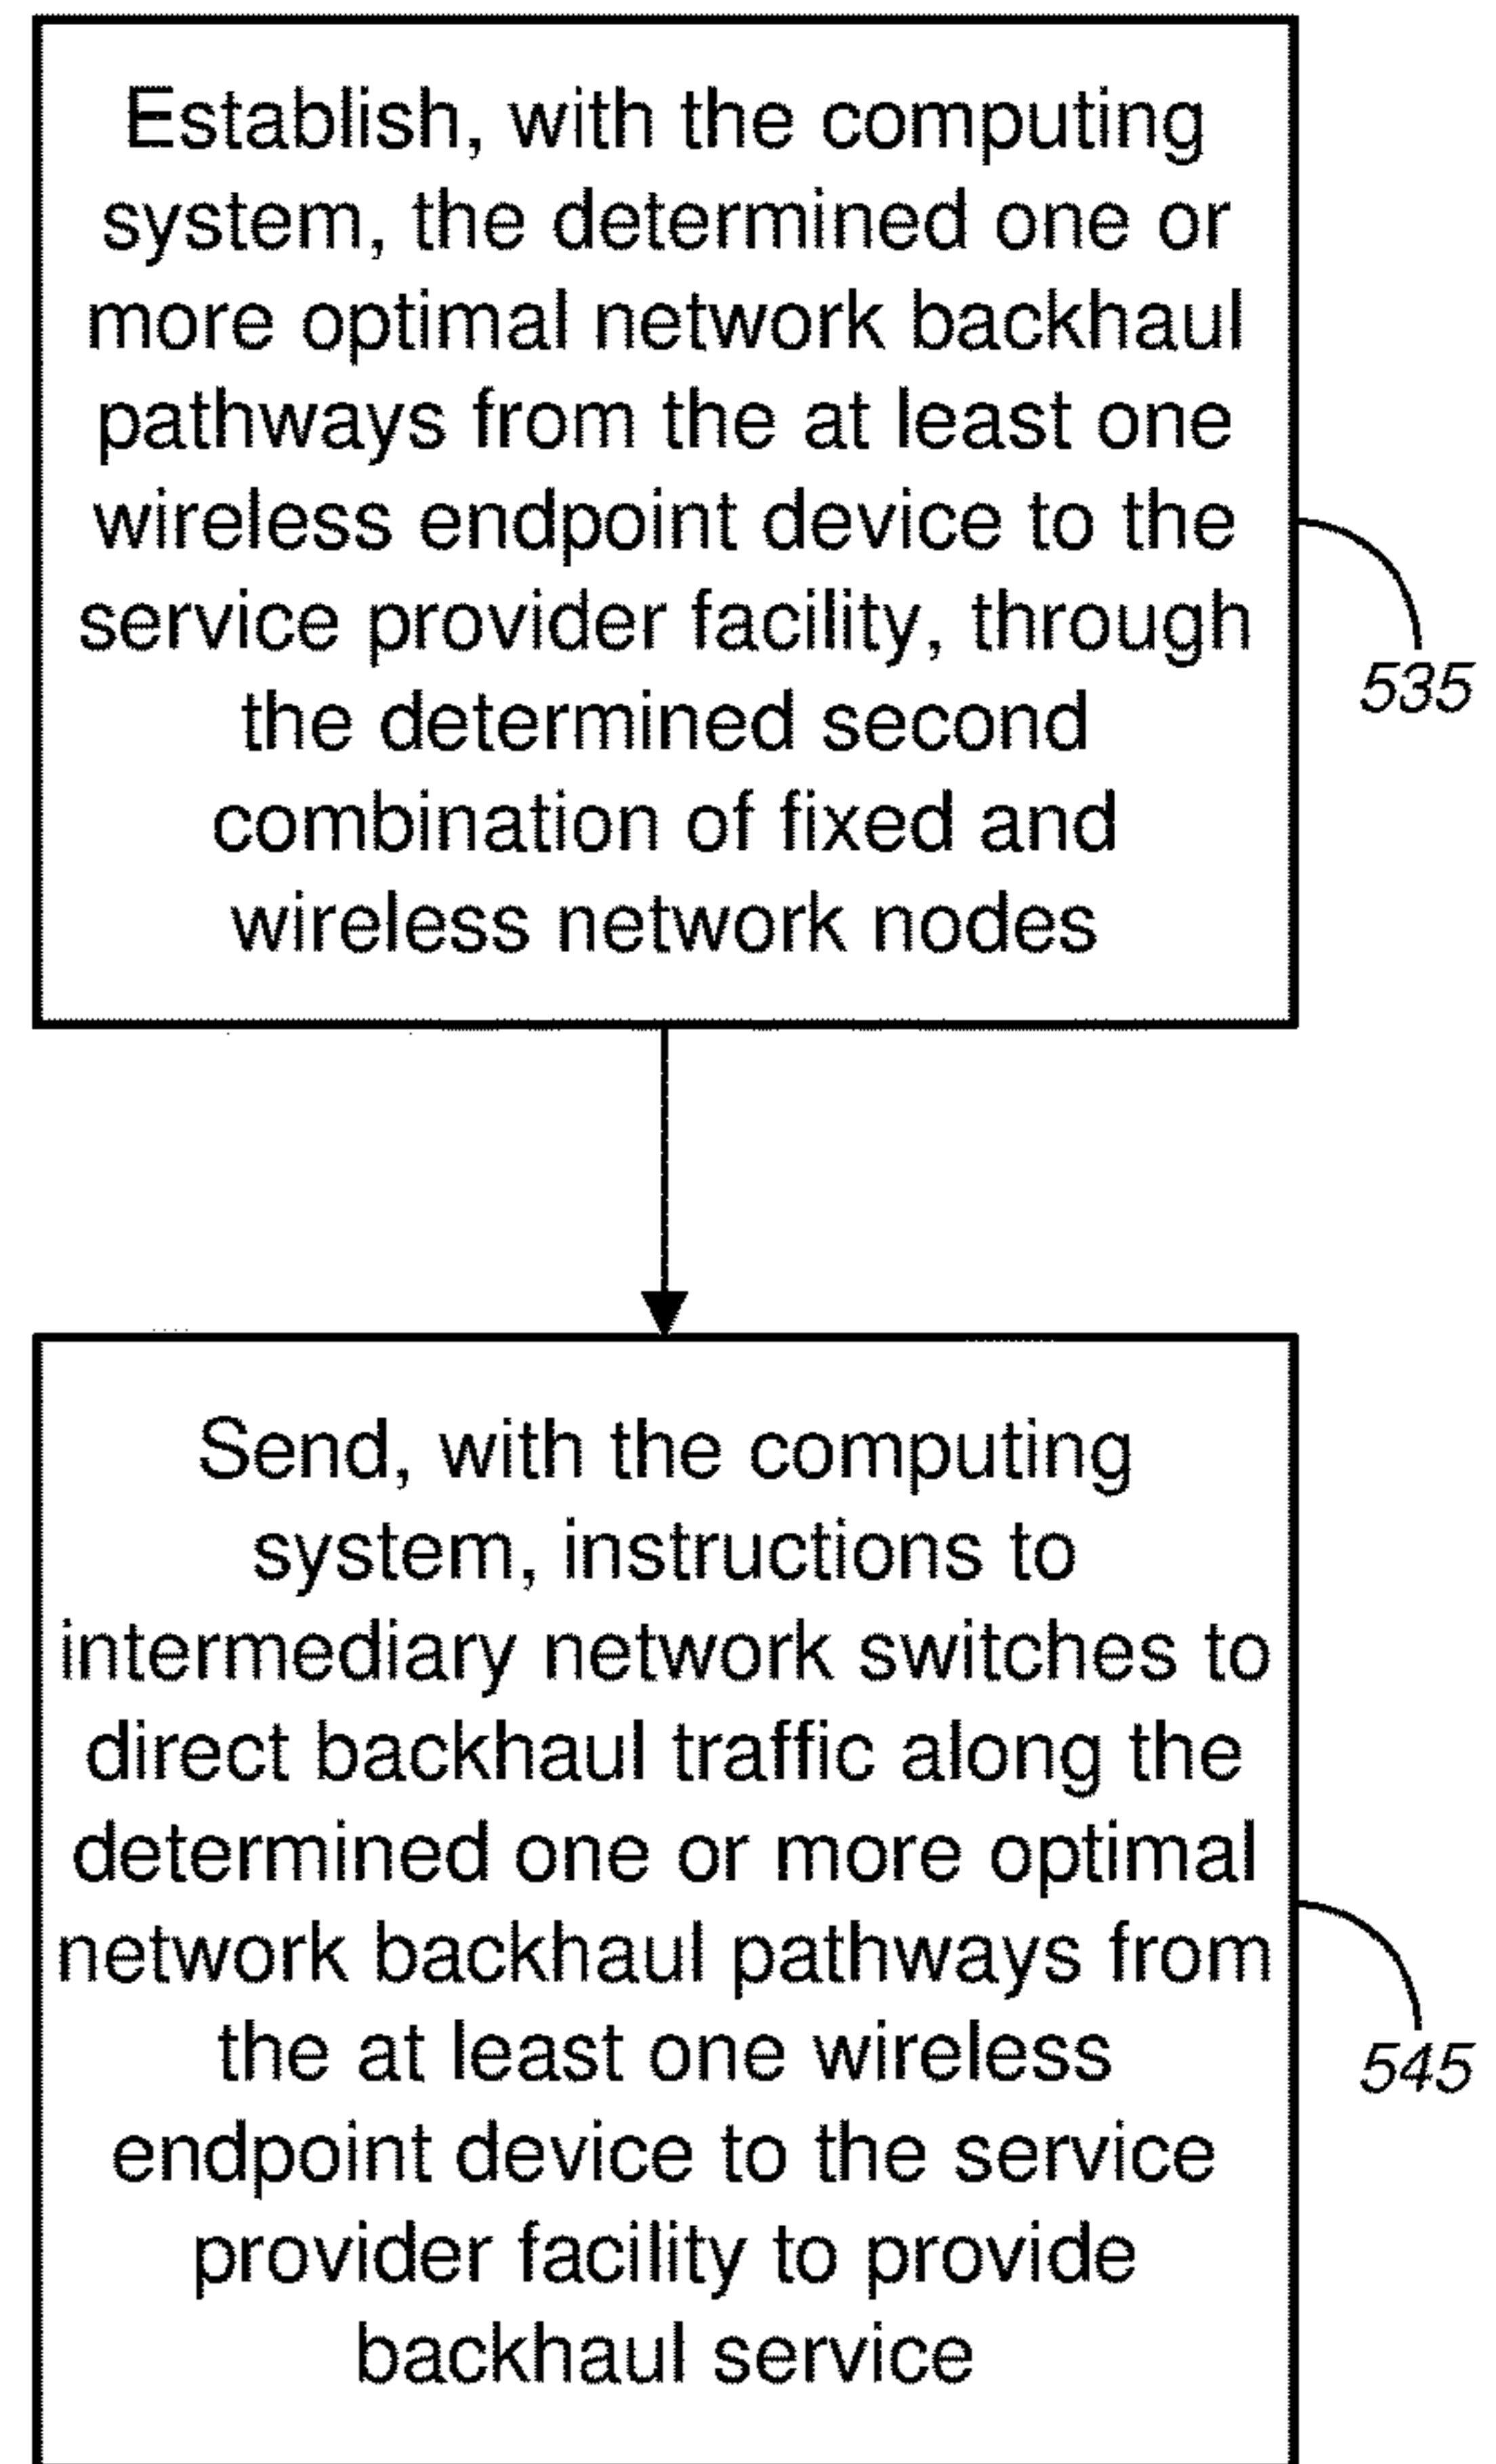 Establish, with the computing
system, the determined one or
more optimal network backhaul
pathways from the at least one
wireless endpoint device to the
service provider facility, through
the determined second
combination of fixed and
wireless network nodes
535
Send, with the computing
system, instructions to
intermediary network switches to
direct backhaul traffic along the
determined one or more optimal
network backhaul pathways from
the at least one wireless
endpoint device to the service
provider facility to provide
backhaul service
545